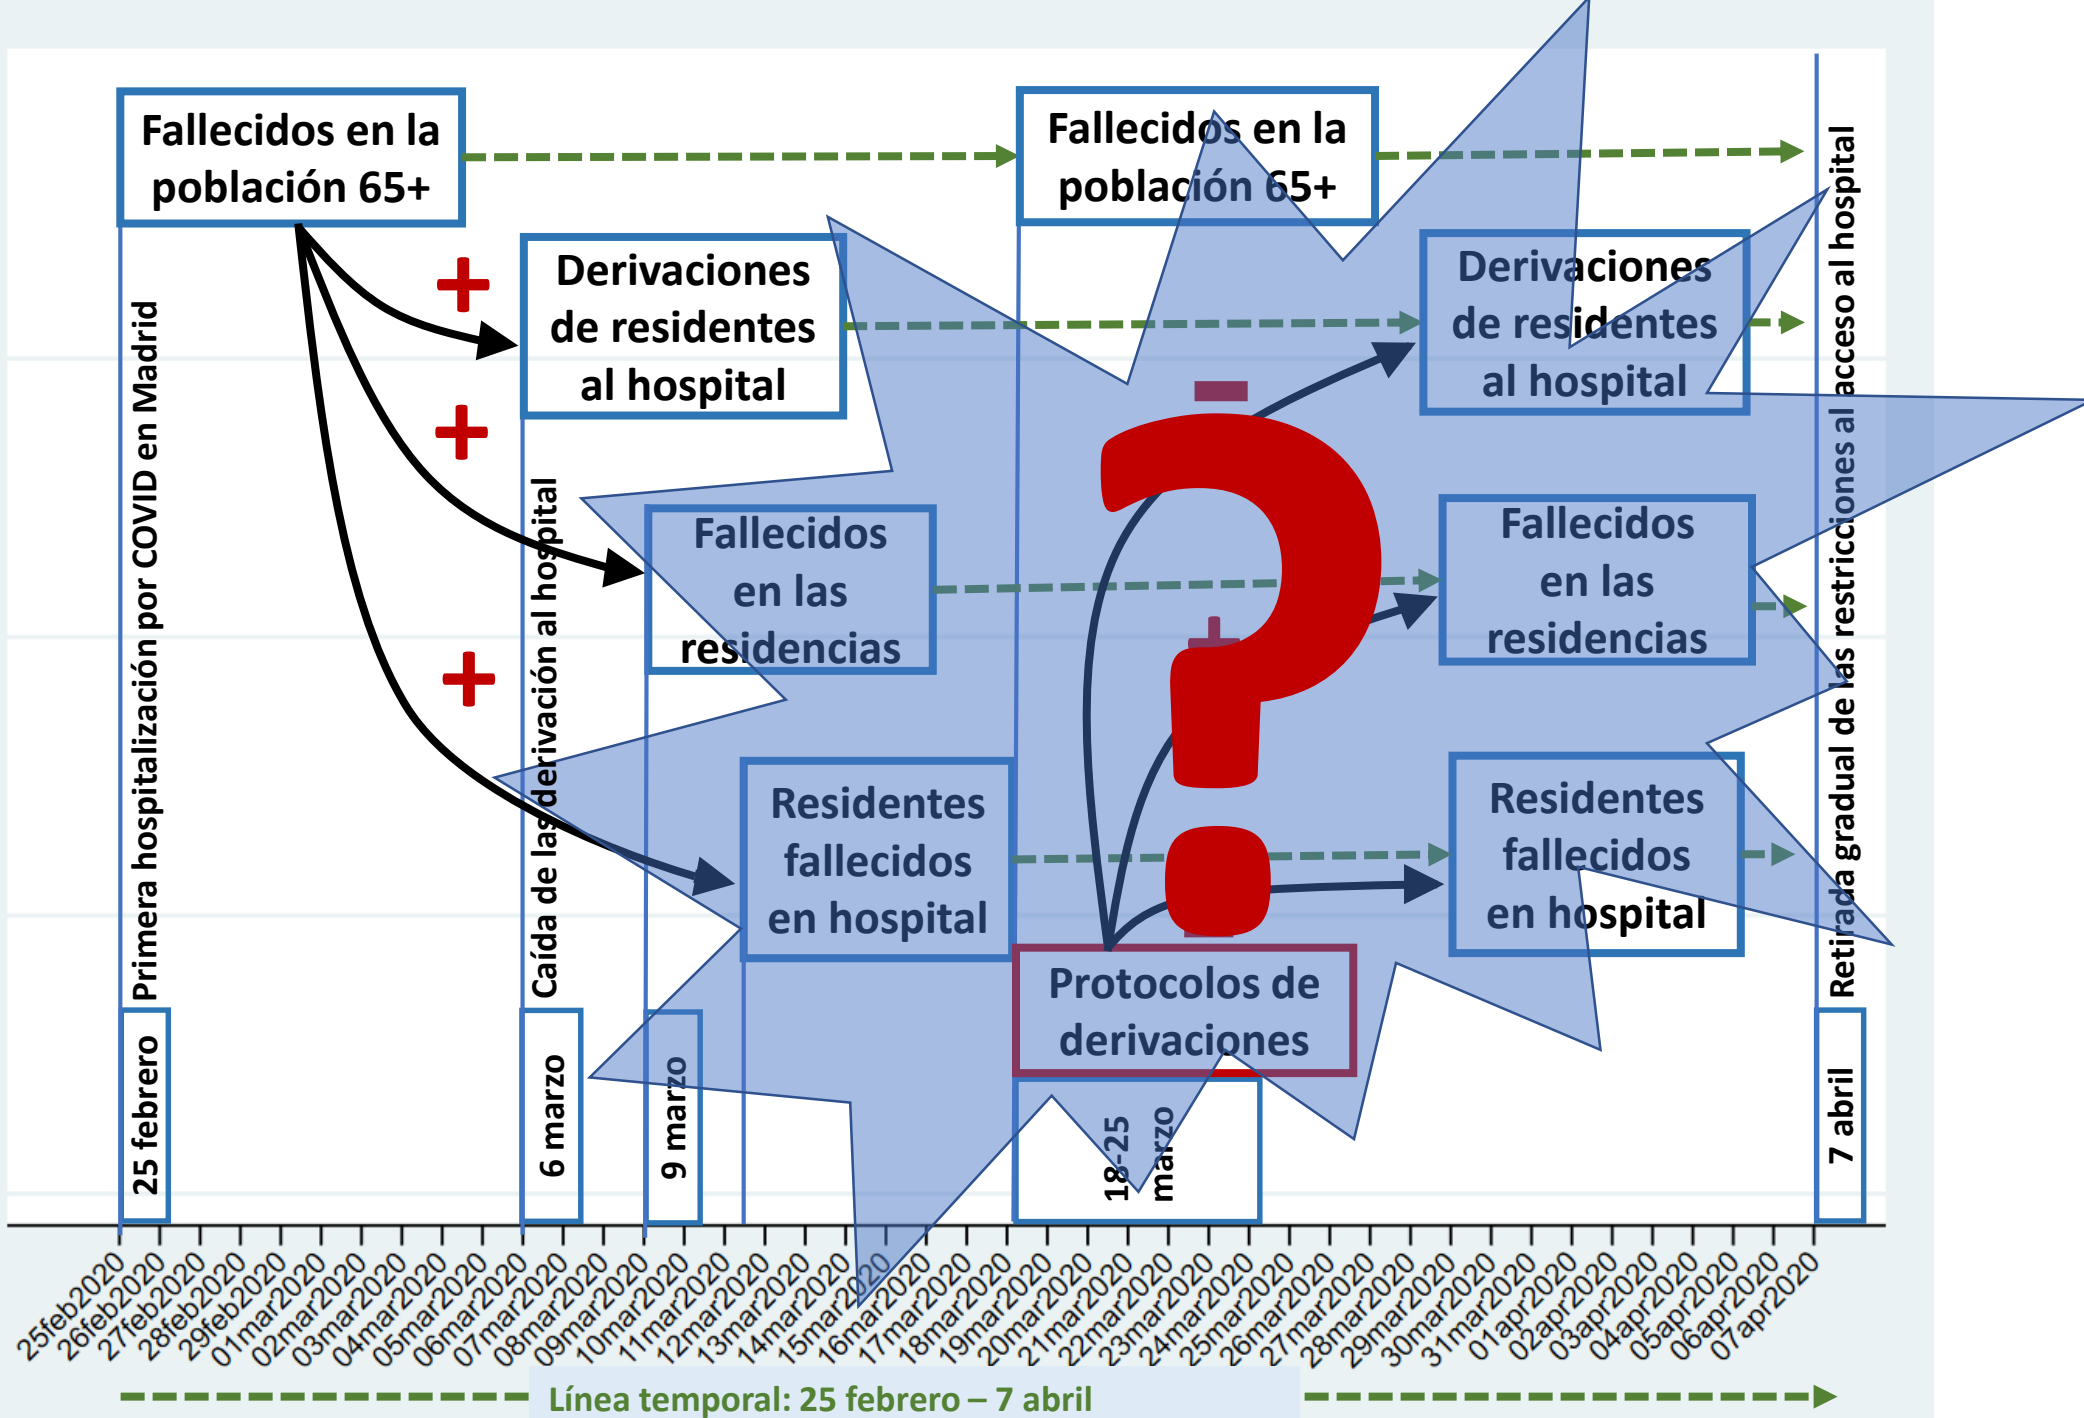 Fallecidos en la
población 65+
Fallecidos en la
población 65+
Derivaciones
de residentes
al hospital
Derivaciones
de residentes
al hospital
+
+
+
-
?
+
Fallecidos
en las
residencias
Fallecidos
en las
residencias
Residentes
fallecidos
en hospital
Residentes
fallecidos
en hospital
Protocolos de
derivaciones
Primera hospitalización por COVID en Madrid
Caída de las derivación al hospital
Retirada gradual de las restricciones al acceso al hospital
25 febrero
6 marzo
9 marzo
18-25
marzo
7 abril
25feb2020
26feb2020
27feb2020
28feb2020
29feb2020
01mar2020
02mar2020
03mar2020
04mar2020
05mar2020
06mar2020
07mar2020
08mar2020
09mar2020
10mar2020
11mar2020
12mar2020
13mar2020
14mar2020
15mar2020
16mar2020
17mar2020
18mar2020
19mar2020
20mar2020
21mar2020
22mar2020
23mar2020
24mar2020
25mar2020
26mar2020
27mar2020
28mar2020
29mar2020
30mar2020
31mar2020
01apr2020
02apr2020
03apr2020
04apr2020
05apr2020
06apr2020
07apr2020
Línea temporal: 25 febrero – 7 abril